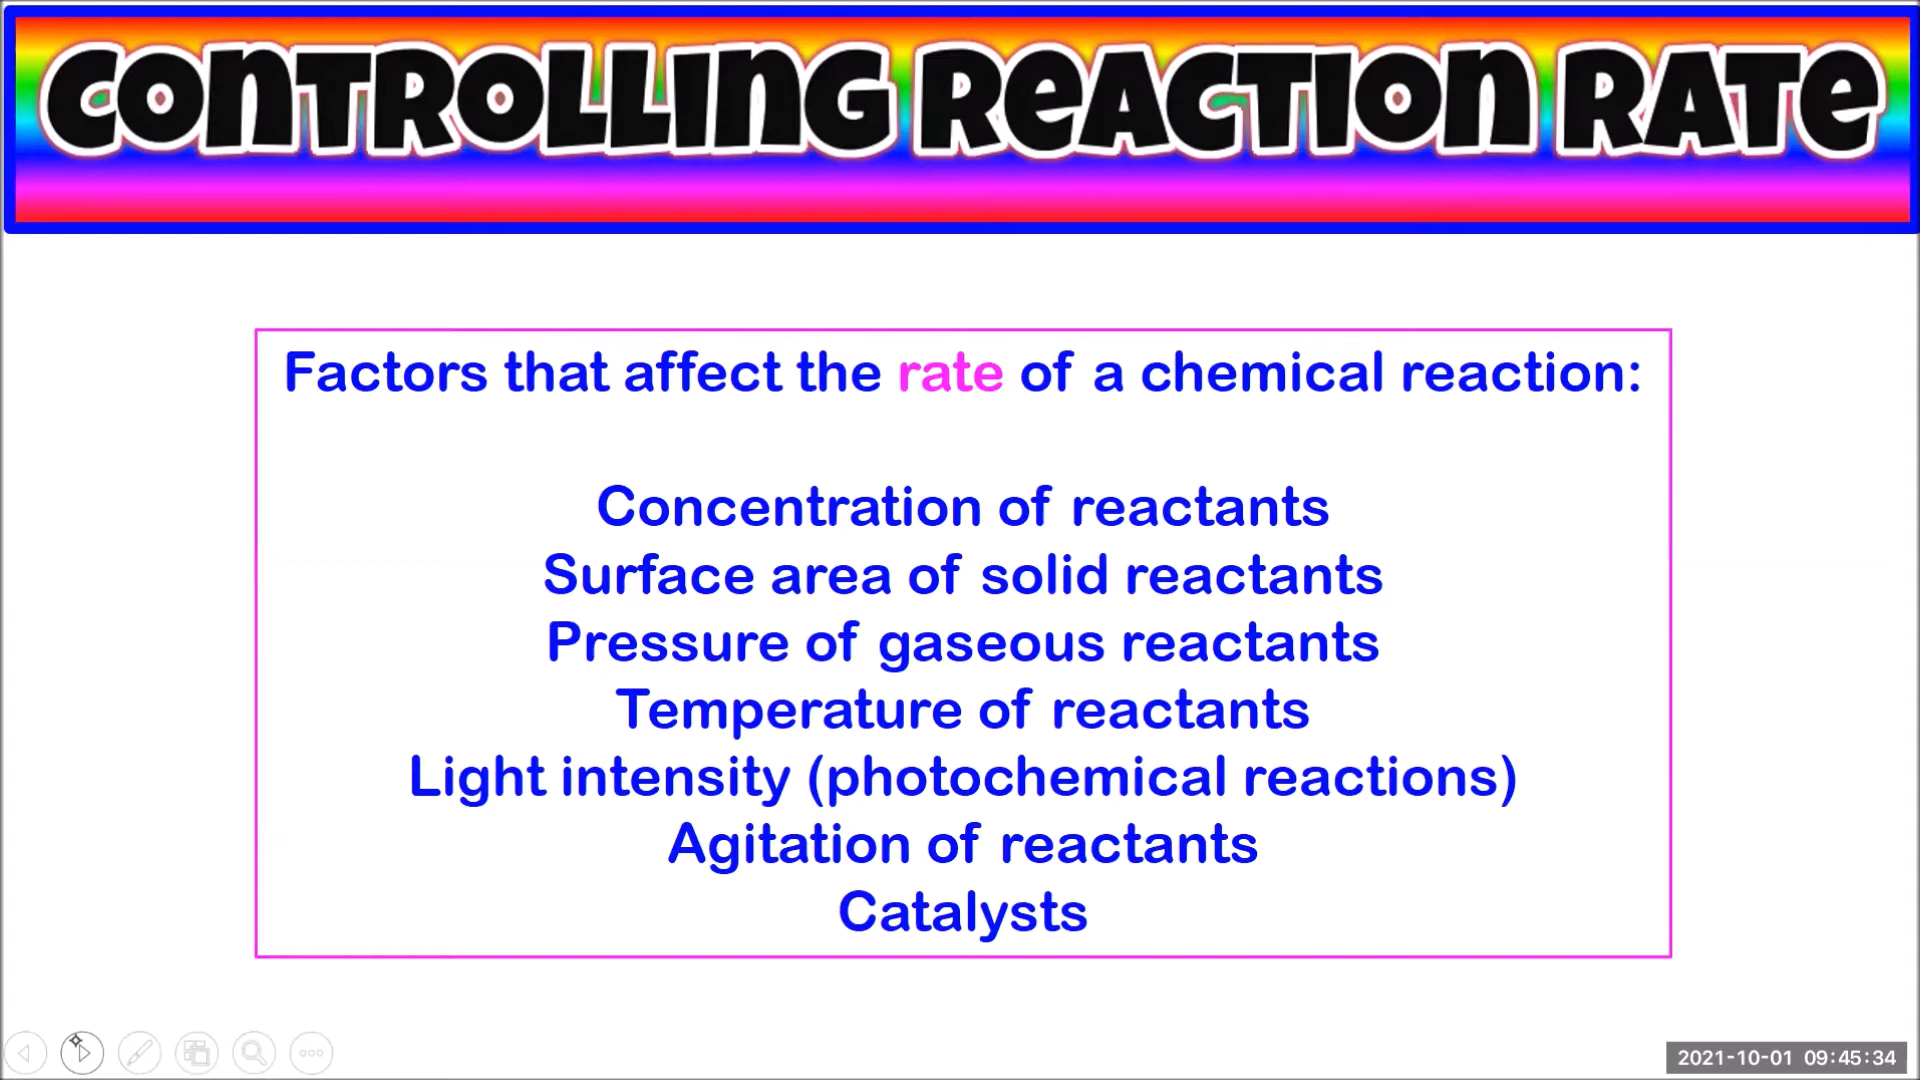 CONTROLLING REACTION RATE
Factors that affect the rate of a chemical reaction:
Concentration of reactants
Surface area of solid reactants
Pressure of gaseous reactants
Temperature of reactants
Light intensity (photochemical reactions)
Agitation of reactants
Catalysts
2021-10-01 09:45:34